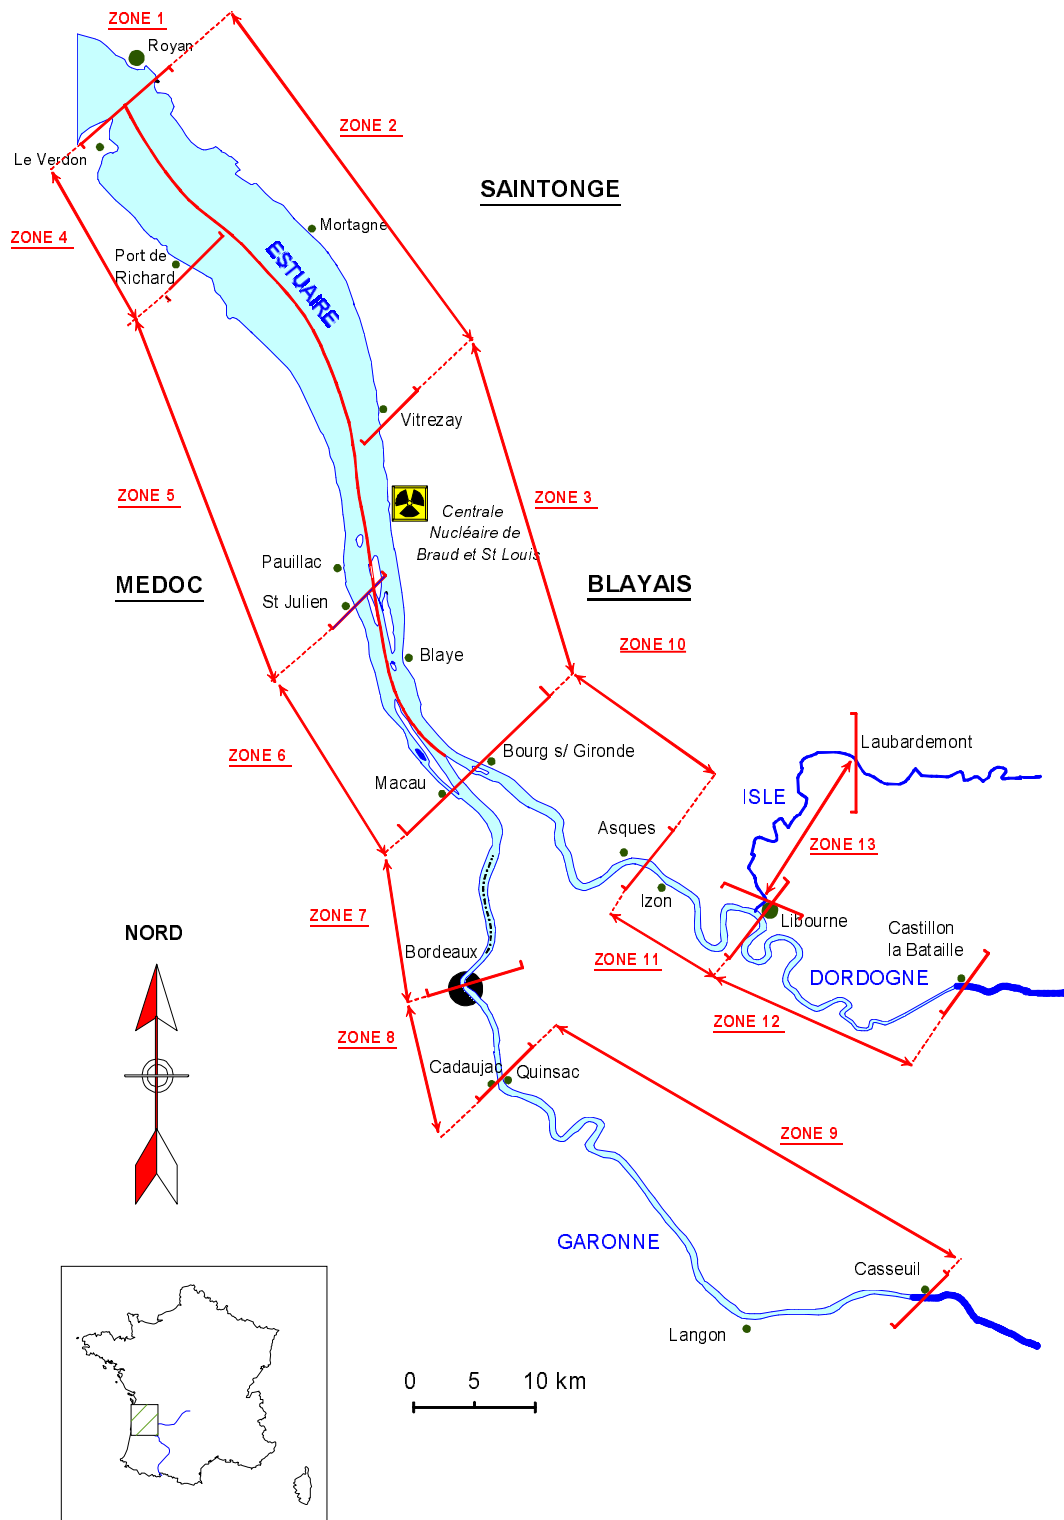 ZONE 1
Royan
ZONE 2
Le Verdon
SAINTONGE
Mortagne
ZONE 4
Port de
Richard
ESTUAIRE
Vitrezay
ZONE 5
ZONE 3
Centrale
Nucléaire de
Braud et St Louis
Pauillac
MEDOC
BLAYAIS
St Julien
ZONE 10
Blaye
ZONE 6
Bourg s/ Gironde
Laubardemont
Macau
ISLE
Asques
ZONE 13
Izon
ZONE 7
Libourne
Castillon
la Bataille
NORD
Bordeaux
ZONE 11
DORDOGNE
ZONE 12
ZONE 8
Cadaujac
Quinsac
ZONE 9
GARONNE
Casseuil
Langon
0 5 10 km